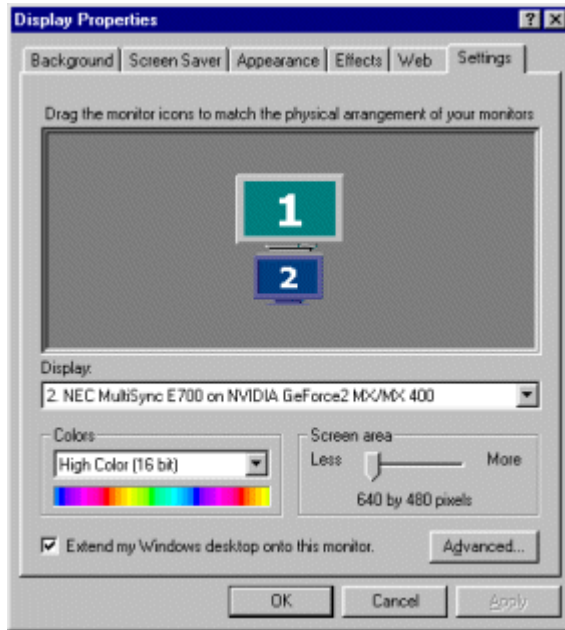 Display Properties
Background Screen Saver Appearance Effects Web Settings
Drag the monitor icons to match the physical arrangement of your monitors
1
2
Display:
2. NEC MultiSync E700 on NVIDIA GeForce2 MX/MX 400
Colors
High Color (16 bit)
Screen area
Less More
640 by 480 pixels
Extend my Windows desktop onto this monitor.
Advanced...
OK Cancel Apply